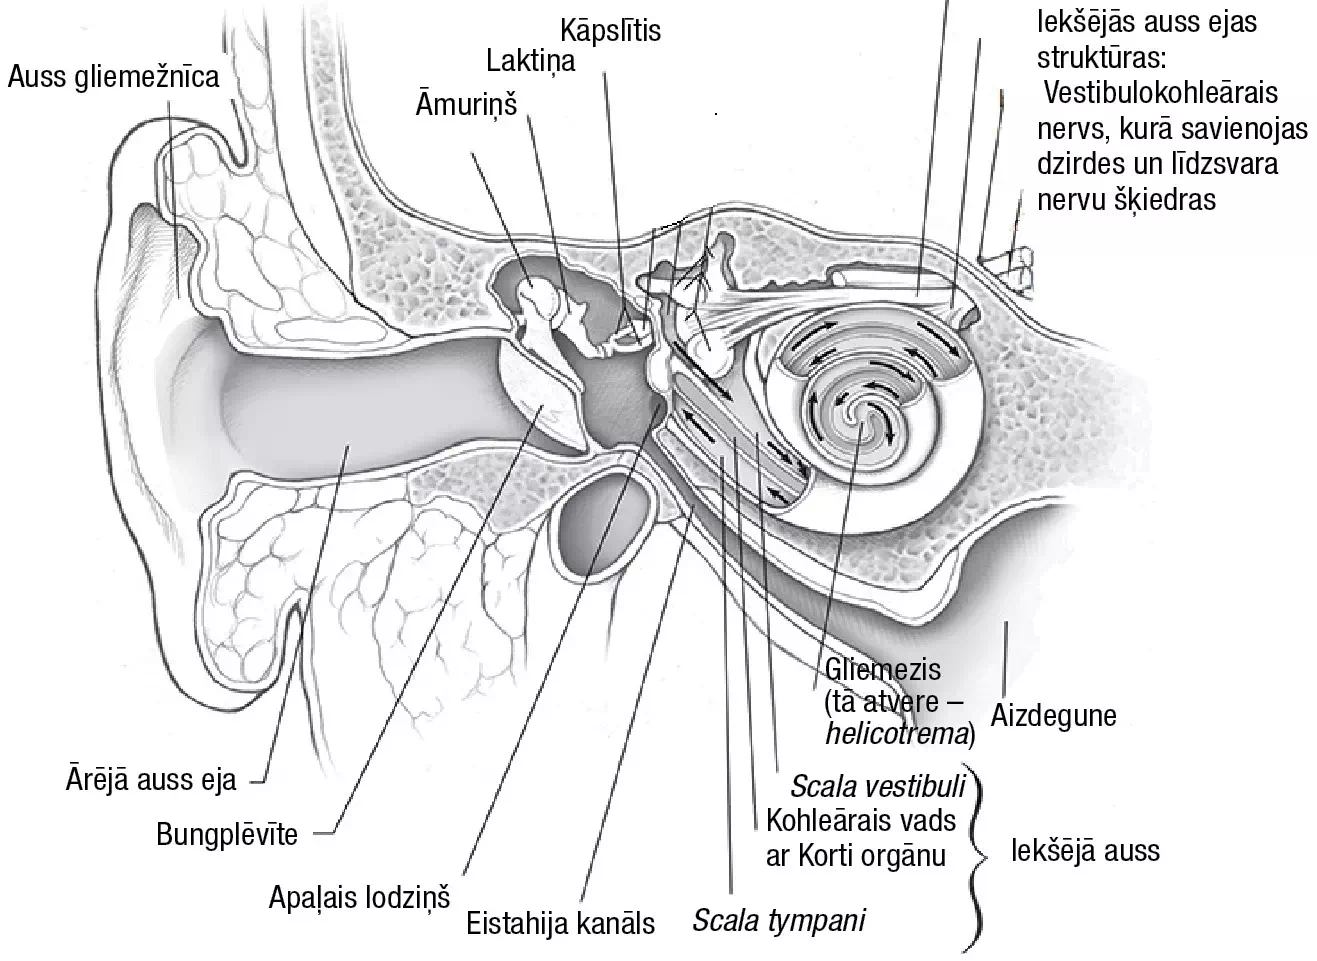 Kāpslītis
Laktiņa
Āmuriņš
Auss gliemežnīca
Iekšējās auss ejas
struktūras:
Vestibulokohleārais
nervs, kurā savienojas
dzirdes un līdzsvara
nervu šķiedras
Gliemezis
(tā atvere –
helicotrema)
Aizdegune
Ārējā auss eja
Bungplēvīte
Apaļais lodziņš
Eistahija kanāls
Scala vestibuli
Kohleārais vads
ar Korti orgānu
Scala tympani
Iekšējā auss